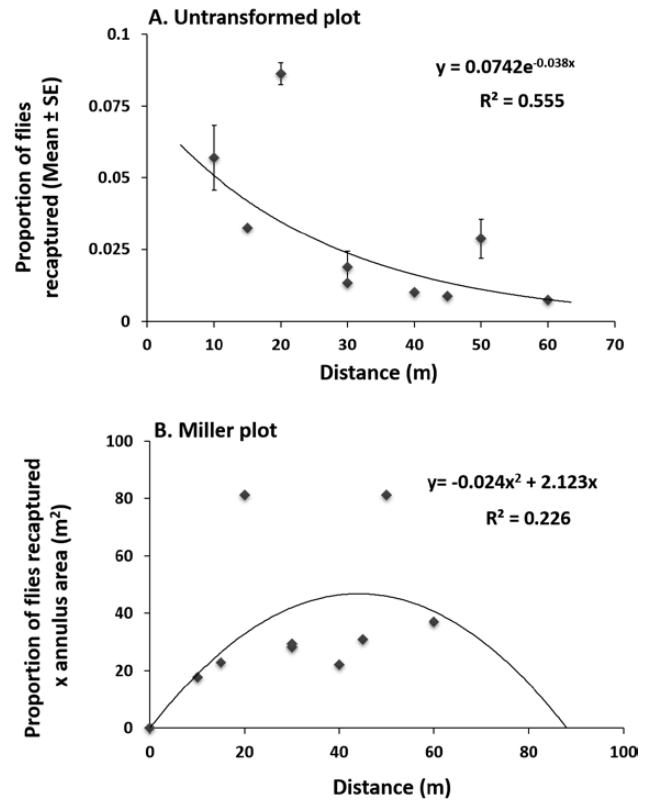 A. Untransformed plot
Proportion of flies
recaptured (Mean ± SE)
0.1
0.075
0.05
0.025
0
y = 0.0742e^-0.038x
R² = 0.555
0 10 20 30 40 50 60 70
Distance (m)
B. Miller plot
Proportion of flies recaptured
x annulus area (m²)
100
80
60
40
20
0
y= -0.024x² + 2.123x
R² = 0.226
0 20 40 60 80 100
Distance (m)